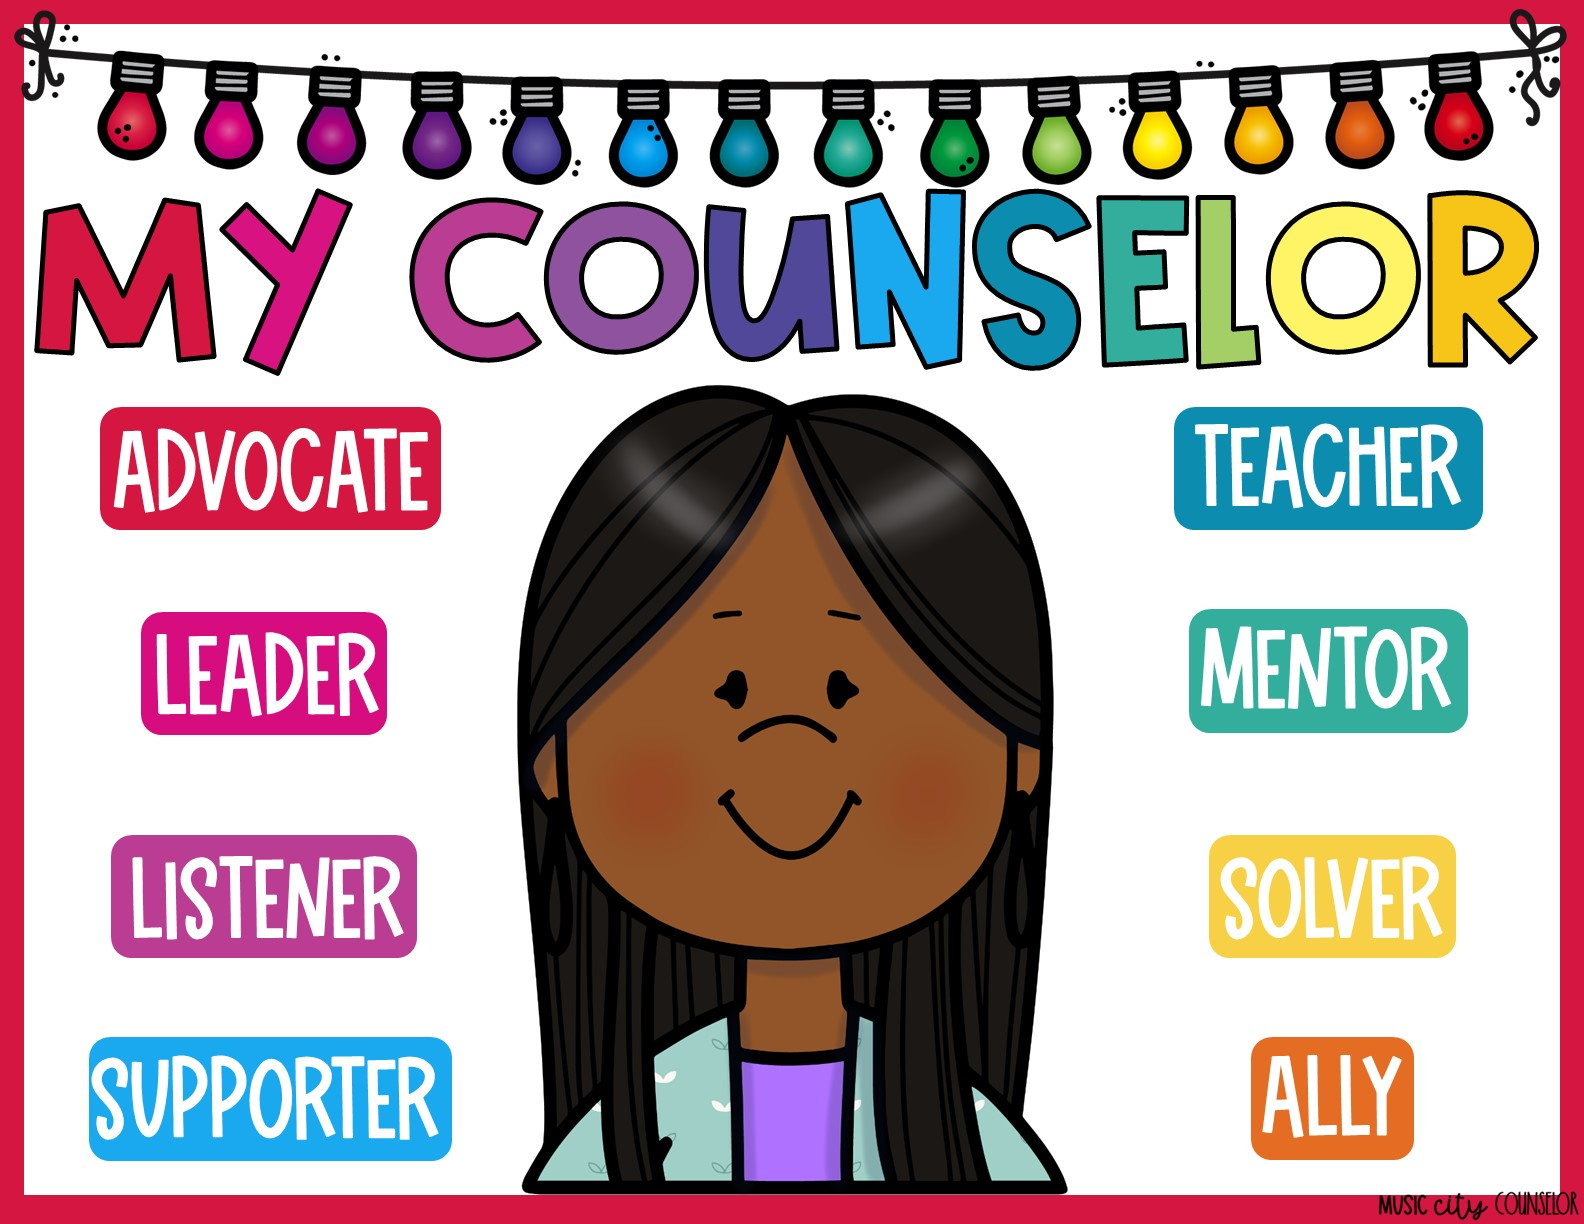 MY COUNSELOR
ADVOCATE
TEACHER
LEADER
MENTOR
LISTENER
SOLVER
SUPPORTER
ALLY
MUSIC city COUNSELOR